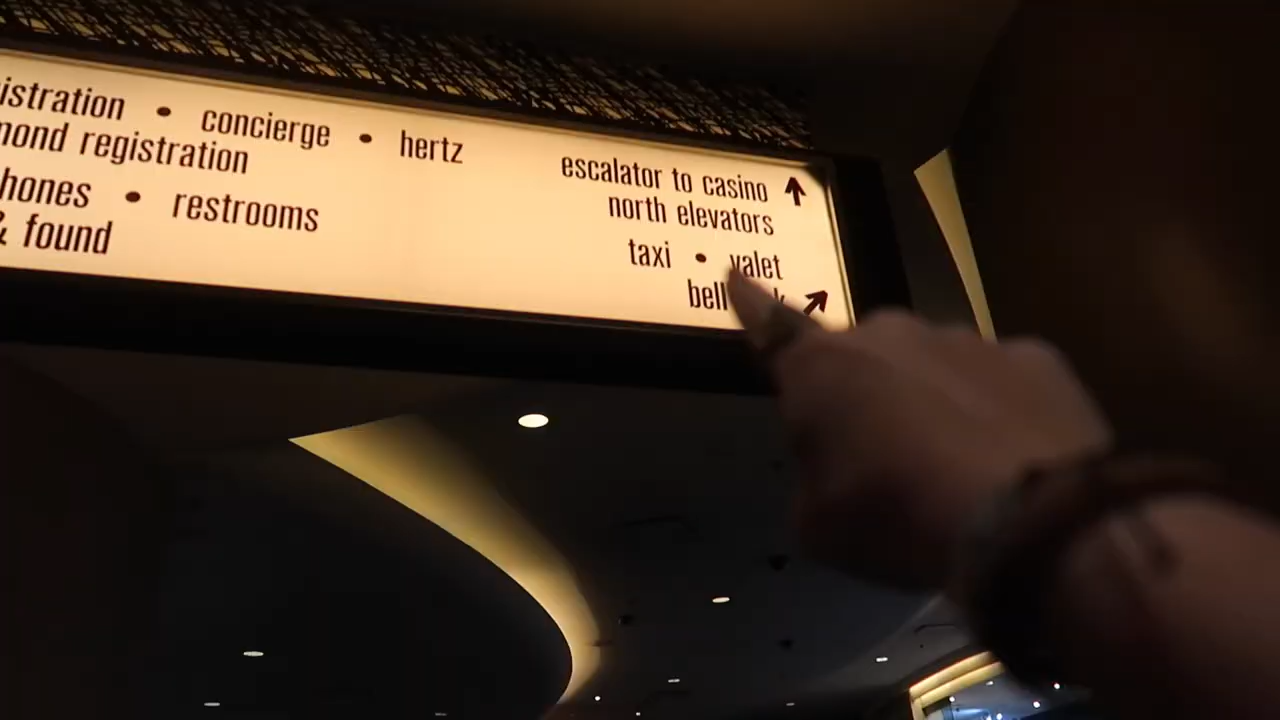 istration • concierge • hertz
mond registration
hones • restrooms
& found
escalator to casino
north elevators
taxi • valet
bell